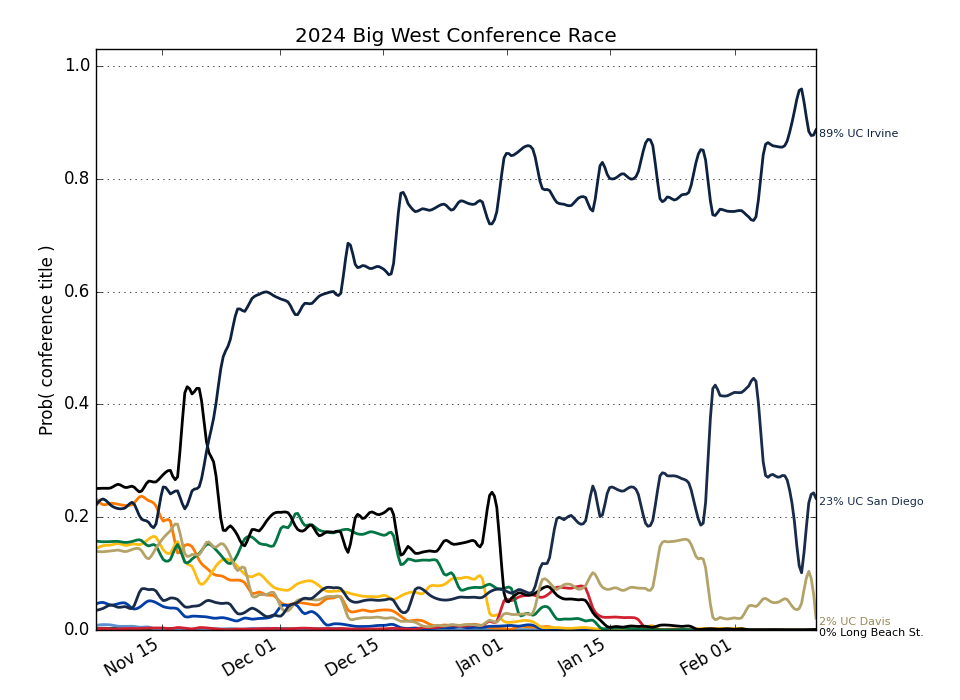 2024 Big West Conference Race
Prob( conference title )
1.0
0.8
0.6
0.4
0.2
0.0
Nov 15
Dec 01
Dec 15
Jan 01
Jan 15
Feb 01
89% UC Irvine
23% UC San Diego
2% UC Davis
0% Long Beach St.